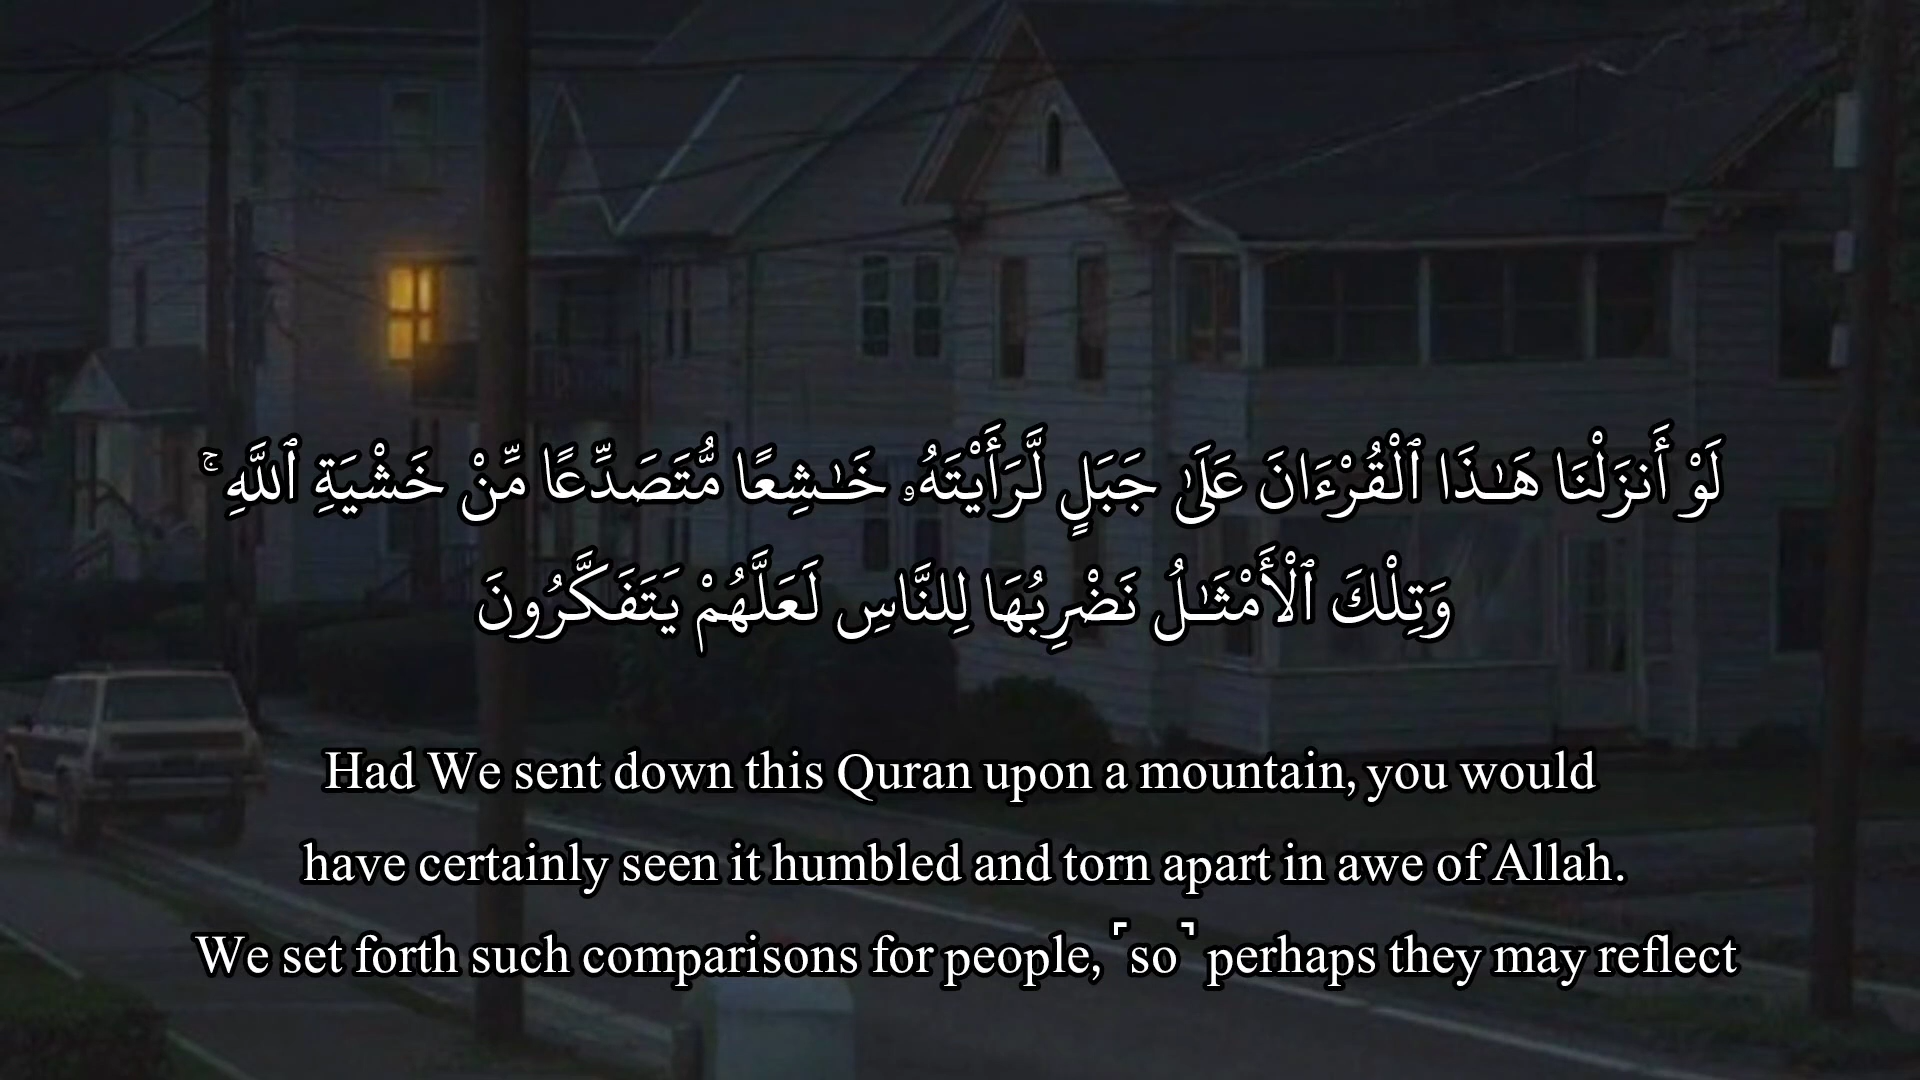 لَوْ أَنزَلْنَا هَـٰذَا ٱلْقُرْءَانَ عَلَىٰ جَبَلٍ لَّرَأَيْتَهُۥ خَـٰشِعًا مُّتَصَدِّعًا مِّنْ خَشْيَةِ ٱللَّهِ ۚ
وَتِلْكَ ٱلْأَمْثَـٰلُ نَضْرِبُهَا لِلنَّاسِ لَعَلَّهُمْ يَتَفَكَّرُونَ
Had We sent down this Quran upon a mountain, you would
have certainly seen it humbled and torn apart in awe of Allah.
We set forth such comparisons for people, ˹so˺ perhaps they may reflect